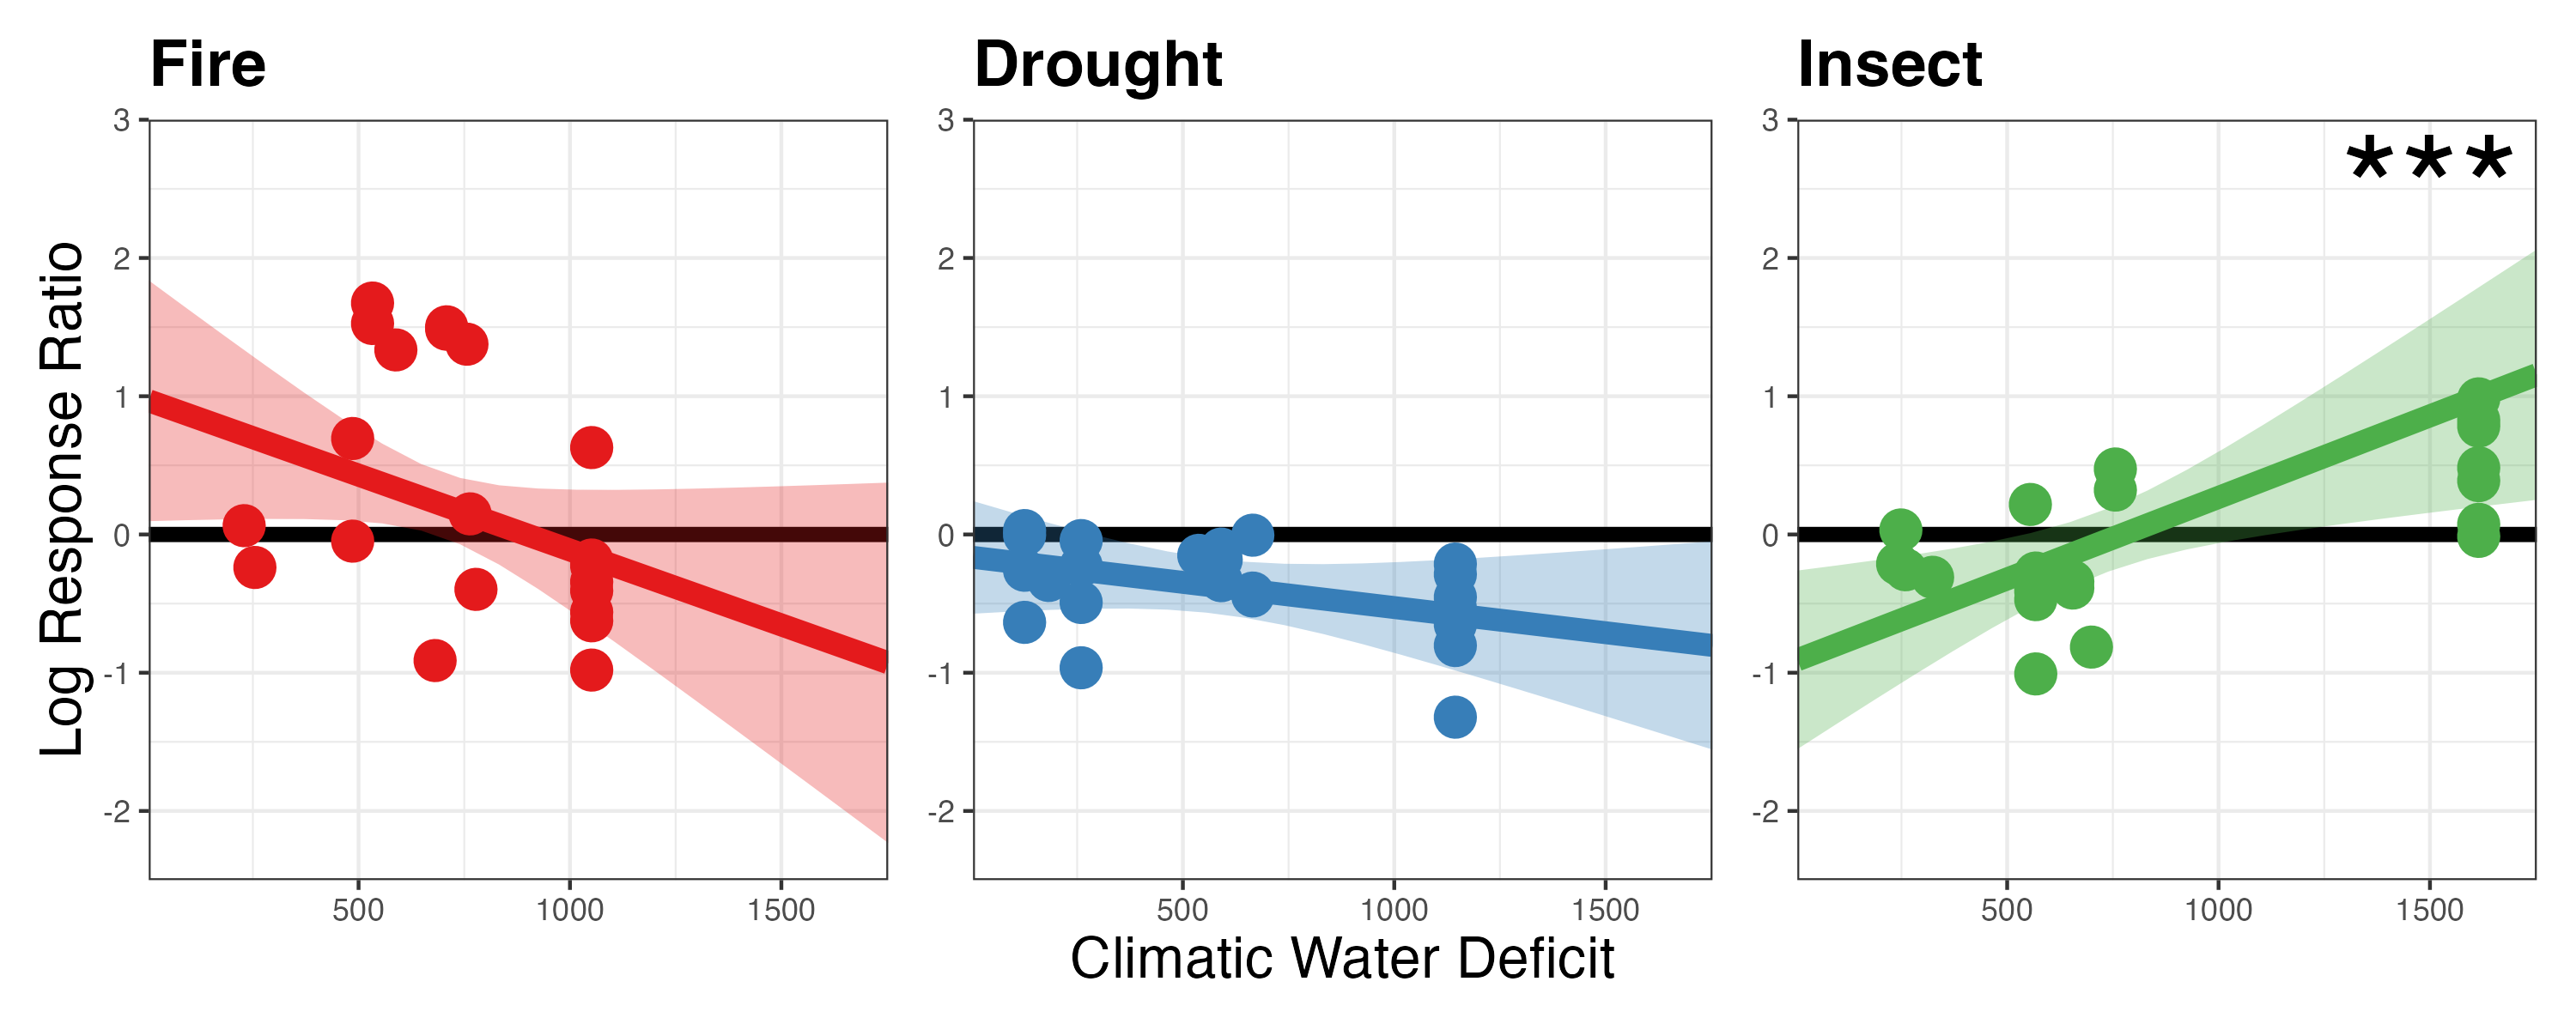 Fire Drought Insect
3 3 3
***
2 2 2
1 1 1
0 0 0
-1 -1 -1
-2 -2 -2
Log Response Ratio
500 1000 1500 500 1000 1500 500 1000 1500
Climatic Water Deficit